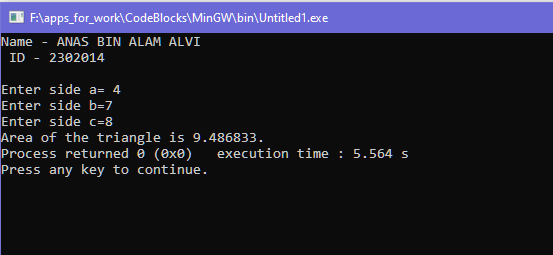 F:\apps_for_work\CodeBlocks\MinGW\bin\Untitled1.exe
Name - ANAS BIN ALAM ALVI
 ID - 2302014
Enter side a= 4
Enter side b=7
Enter side c=8
Area of the triangle is 9.486833.
Process returned 0 (0x0)   execution time : 5.564 s
Press any key to continue.